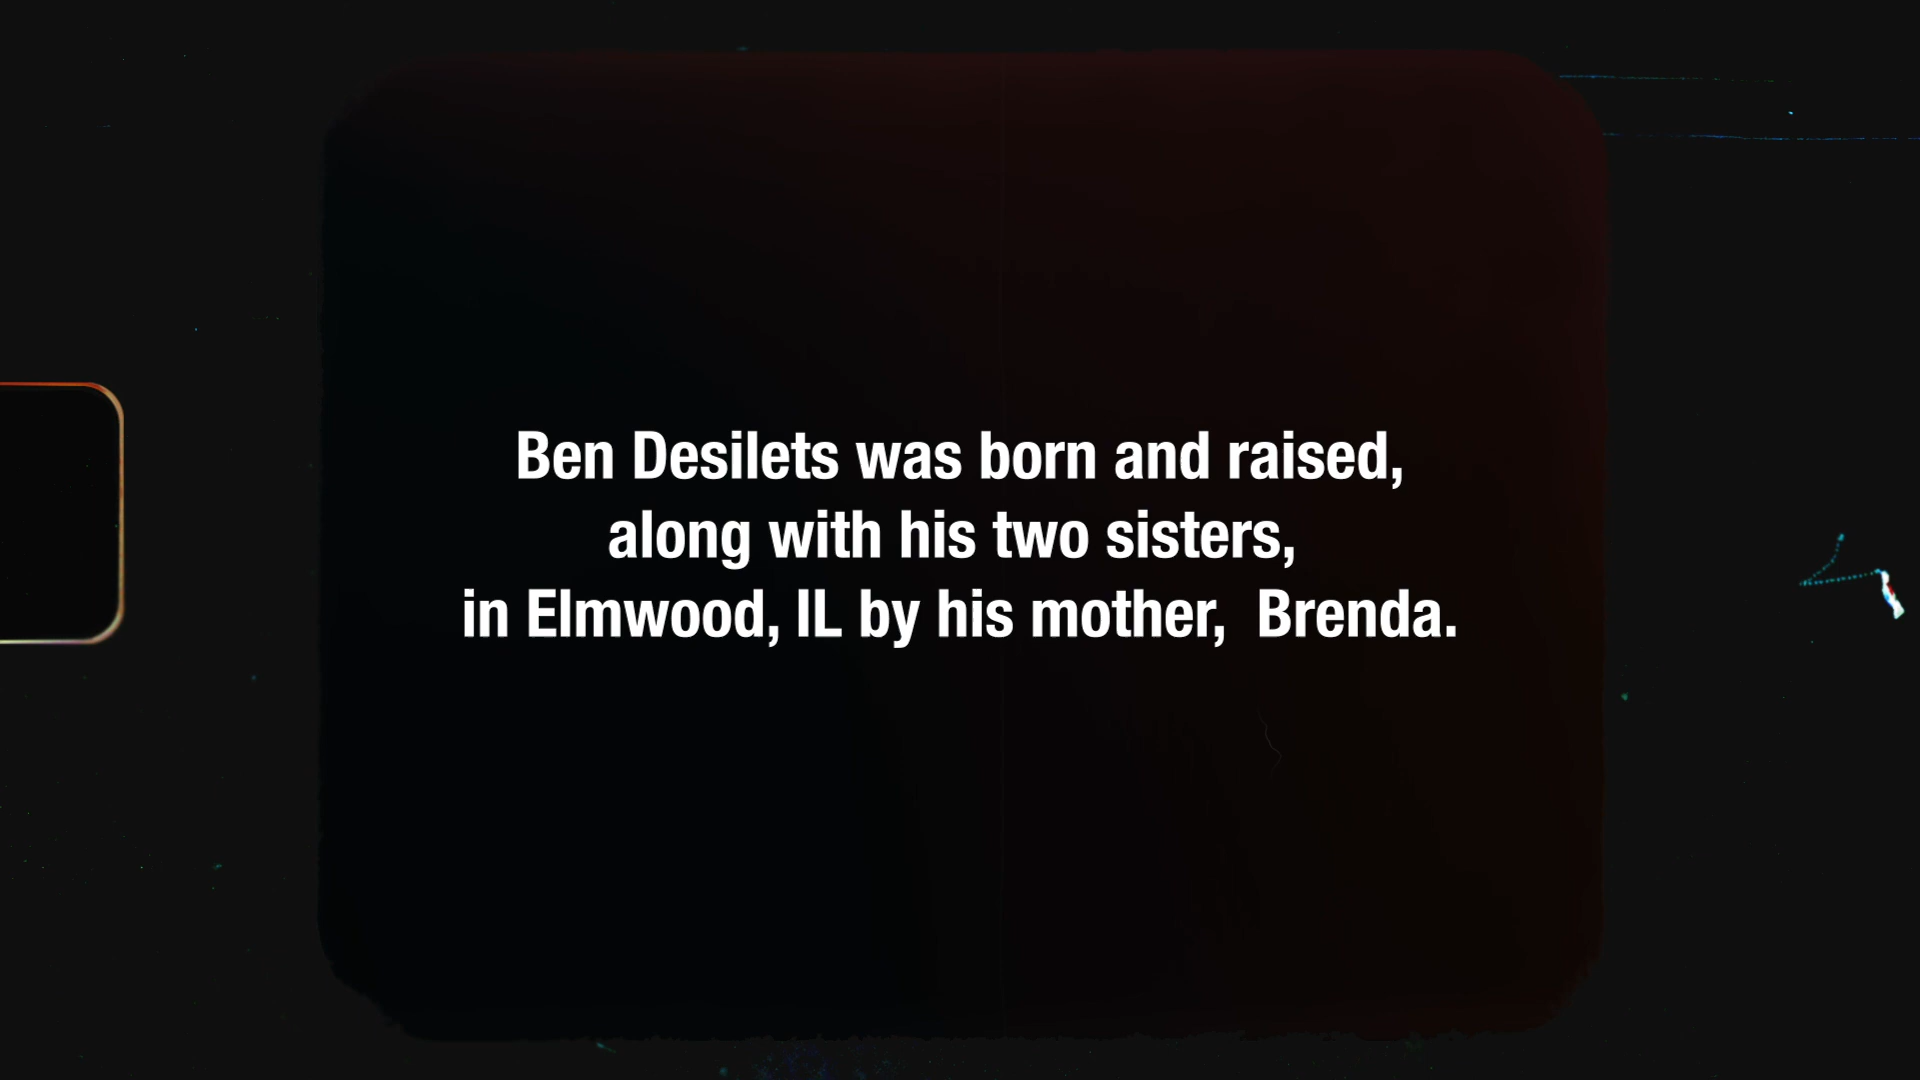 Ben Desilets was born and raised,
along with his two sisters,
in Elmwood, IL by his mother,  Brenda.